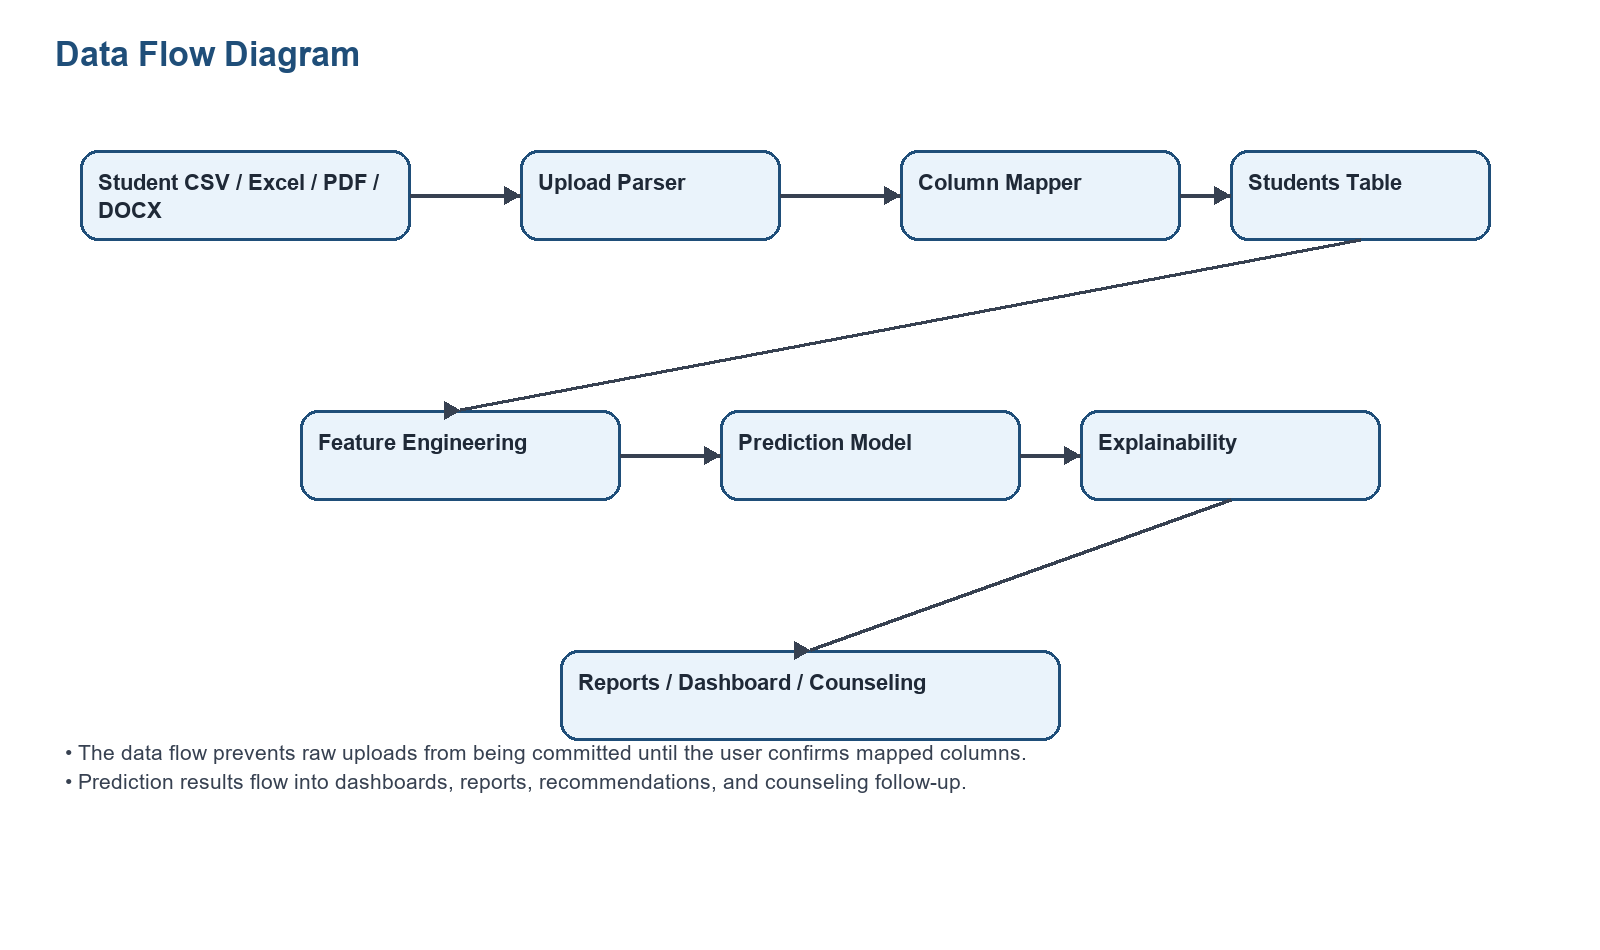 Data Flow Diagram
Student CSV / Excel / PDF /
DOCX
Upload Parser
Column Mapper
Students Table
Feature Engineering
Prediction Model
Explainability
Reports / Dashboard / Counseling
• The data flow prevents raw uploads from being committed until the user confirms mapped columns.
• Prediction results flow into dashboards, reports, recommendations, and counseling follow-up.